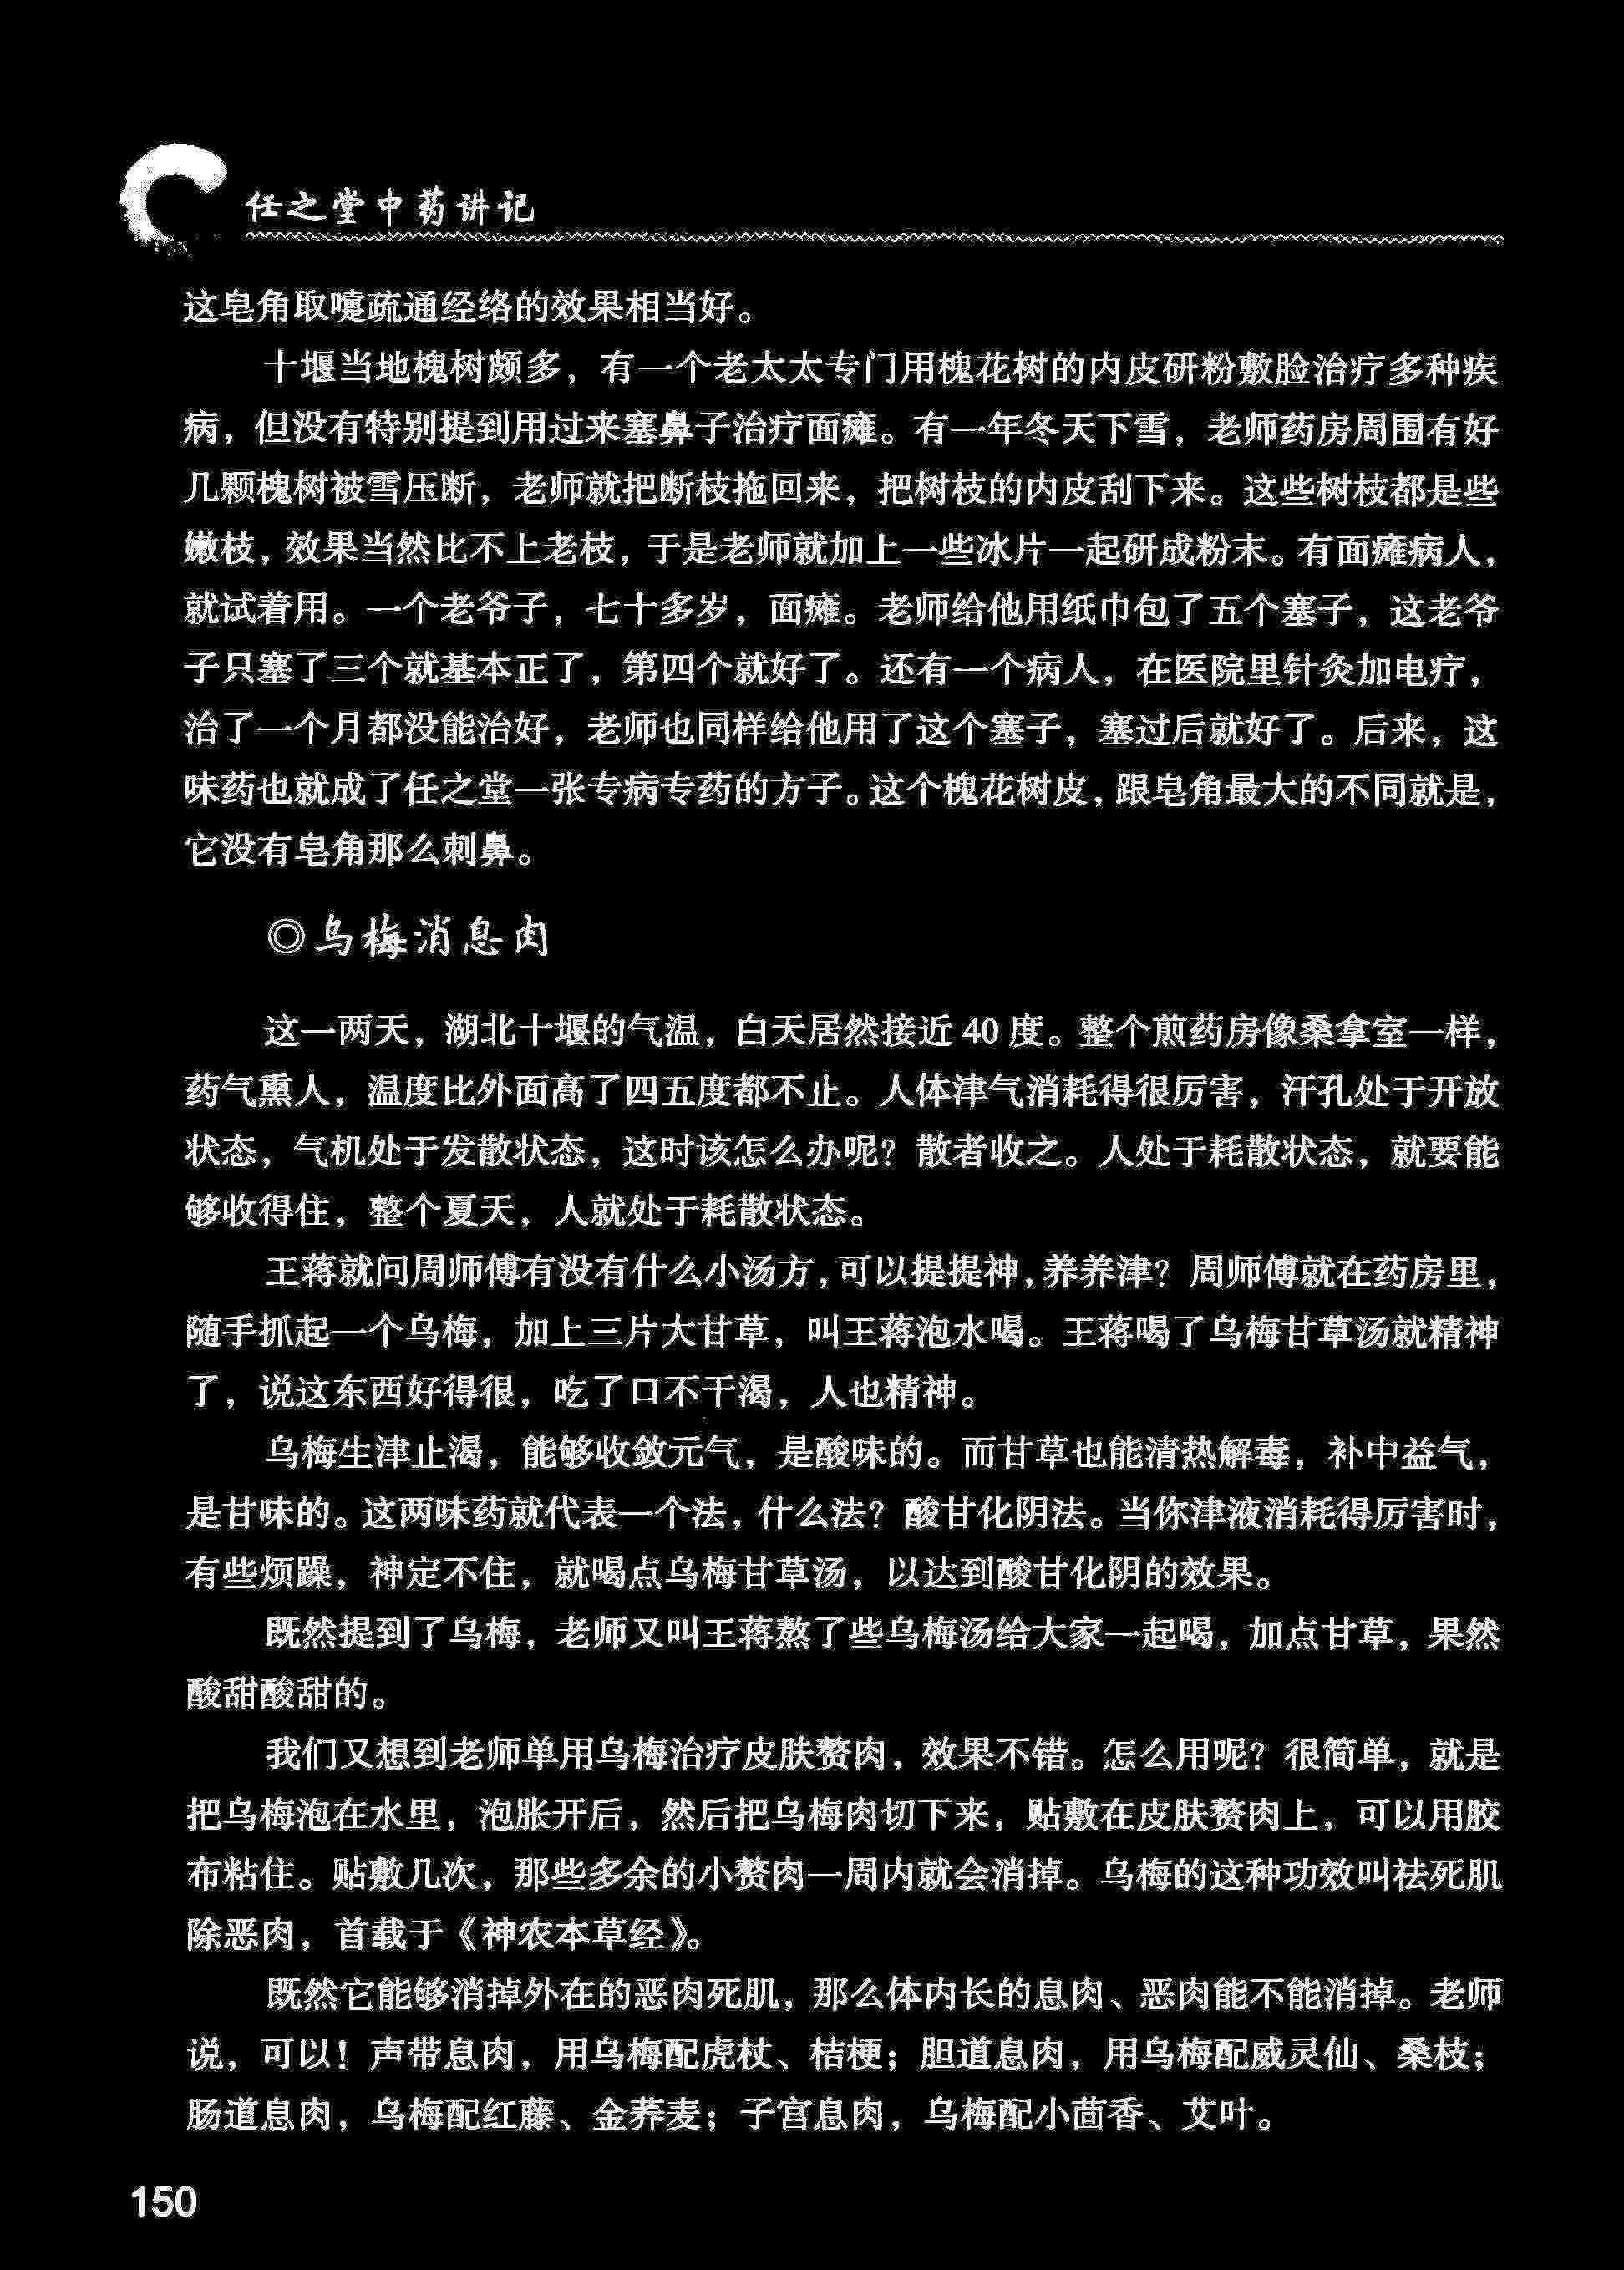 任之堂中药讲记
这皂角取嚏疏通经络的效果相当好。
十堰当地槐树颇多，有一个老太太专门用槐花树的内皮研粉敷脸治疗多种疾
病，但没有特别提到用过来塞鼻子治疗面瘫。有一年冬天下雪，老师药房周围有好
几颗槐树被雪压断，老师就把断枝拖回来，把树枝的内皮刮下来。这些树枝都是些
嫩枝，效果当然比不上老枝，于是老师就加上一些冰片一起研成粉末。有面瘫病人，
就试着用。一个老爷子，七十多岁，面瘫。老师给他用纸巾包了五个塞子，这老爷
子只塞了三个就基本正了，第四个就好了。还有一个病人，在医院里针灸加电疗，
治了一个月都没能治好，老师也同样给他用了这个塞子，塞过后就好了。后来，这
味药也就成了任之堂一张专病专药的方子。这个槐花树皮，跟皂角最大的不同就是，
它没有皂角那么刺鼻。
◎乌梅消息肉
这一两天，湖北十堰的气温，白天居然接近40度。整个煎药房像桑拿室一样，
药气熏人，温度比外面高了四五度都不止。人体津气消耗得很厉害，汗孔处于开放
状态，气机处于发散状态，这时该怎么办呢？散者收之。人处于耗散状态，就要能
够收得住，整个夏天，人就处于耗散状态。
王蒋就问周师傅有没有什么小汤方，可以提提神，养养津？周师傅就在药房里，
随手抓起一个乌梅，加上三片大甘草，叫王蒋泡水喝。王蒋喝了乌梅甘草汤就精神
了，说这东西好得很，吃了口不干渴，人也精神。
乌梅生津止渴，能够收敛元气，是酸味的。而甘草也能清热解毒，补中益气，
是甘味的。这两味药就代表一个法，什么法？酸甘化阴法。当你津液消耗得厉害时，
有些烦躁，神定不住，就喝点乌梅甘草汤，以达到酸甘化阴的效果。
既然提到了乌梅，老师又叫王蒋熬了些乌梅汤给大家一起喝，加点甘草，果然
酸甜酸甜的。
我们又想到老师单用乌梅治疗皮肤赘肉，效果不错。怎么用呢？很简单，就是
把乌梅泡在水里，泡胀开后，然后把乌梅肉切下来，贴敷在皮肤赘肉上，可以用胶
布粘住。贴敷几次，那些多余的小赘肉一周内就会消掉。乌梅的这种功效叫祛死肌
除恶肉，首载于《神农本草经》。
既然它能够消掉外在的恶肉死肌，那么体内长的息肉、恶肉能不能消掉。老师
说，可以！声带息肉，用乌梅配虎杖、桔梗；胆道息肉，用乌梅配威灵仙、桑枝；
肠道息肉，乌梅配红藤、金荞麦；子宫息肉，乌梅配小茴香、艾叶。
150